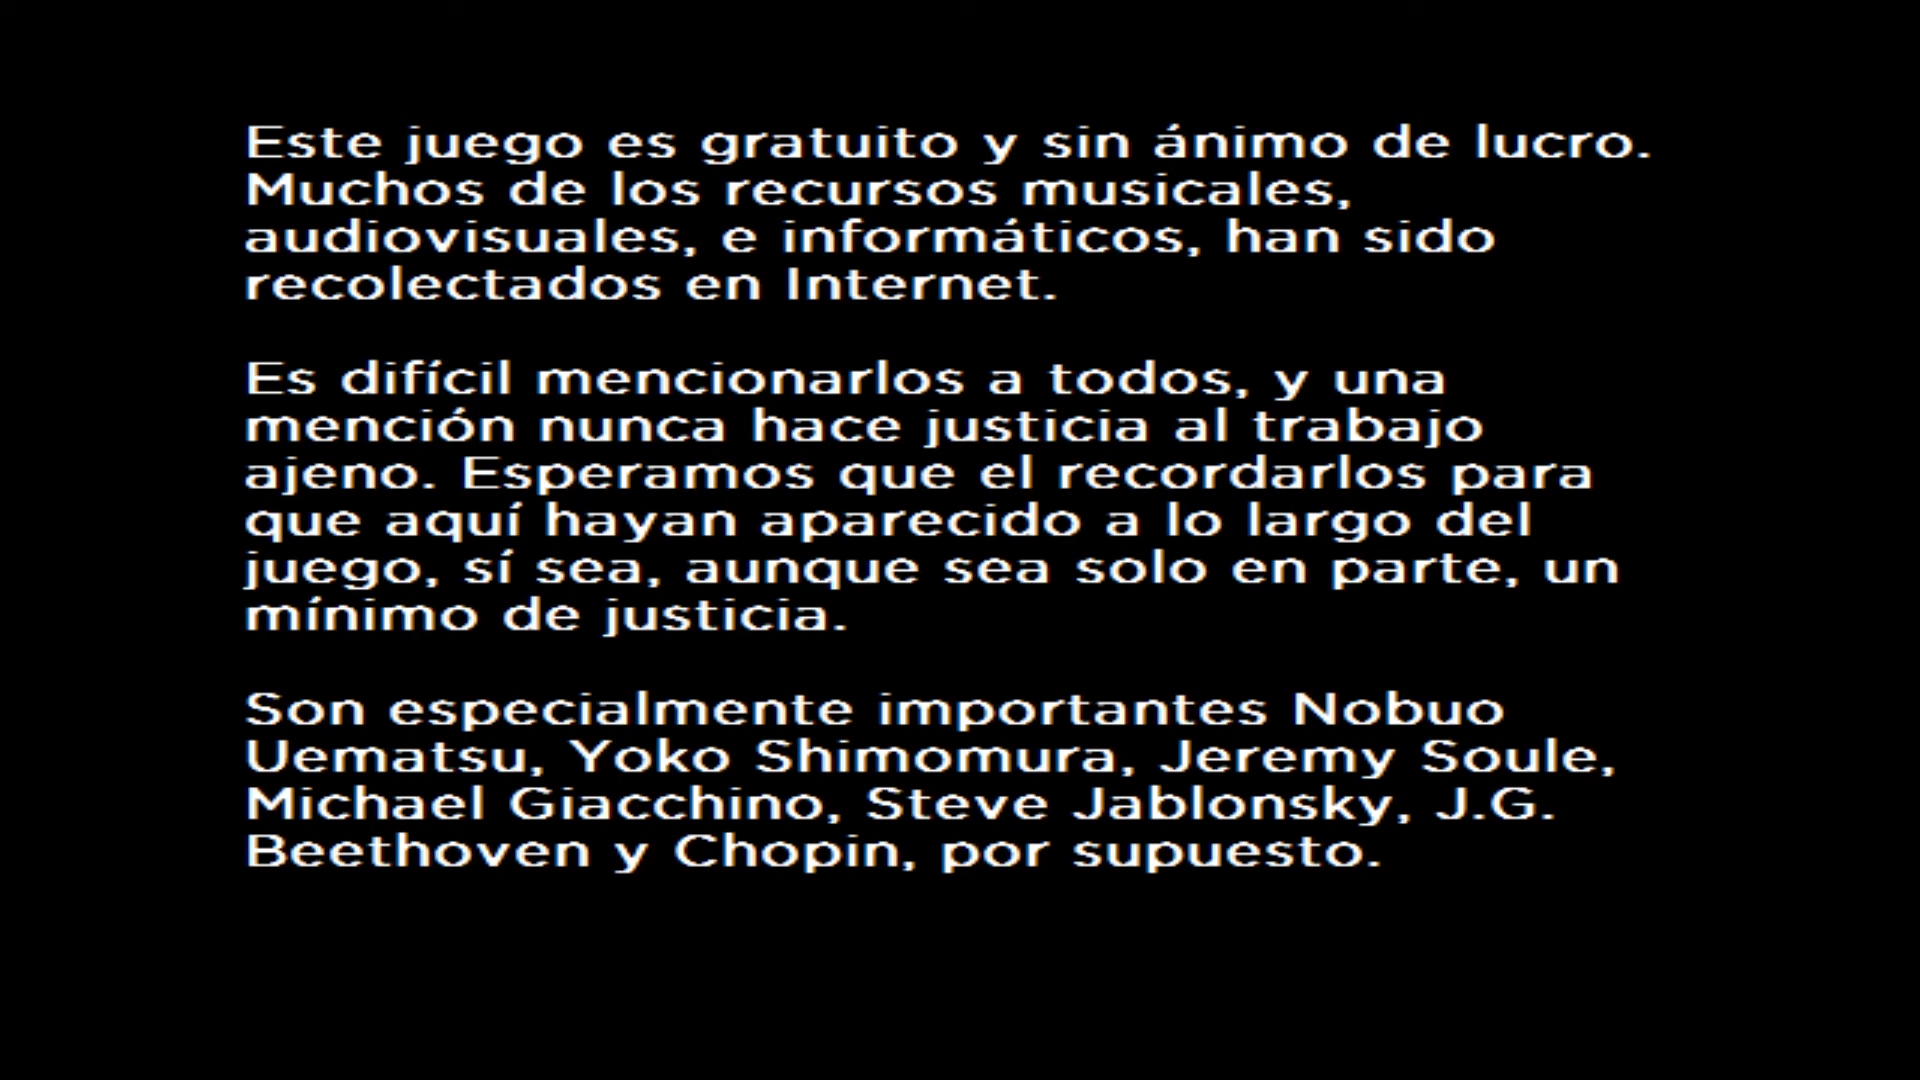 Este juego es gratuito y sin ánimo de lucro.
Muchos de los recursos musicales,
audiovisuales, e informáticos, han sido
recolectados en Internet.
Es difícil mencionarlos a todos, y una
mención nunca hace justicia al trabajo
ajeno. Esperamos que el recordarlos para
que aquí hayan aparecido a lo largo del
juego, sí sea, aunque sea solo en parte, un
mínimo de justicia.
Son especialmente importantes Nobuo
Uematsu, Yoko Shimomura, Jeremy Soule,
Michael Giacchino, Steve Jablonsky, J.G.
Beethoven y Chopin, por supuesto.